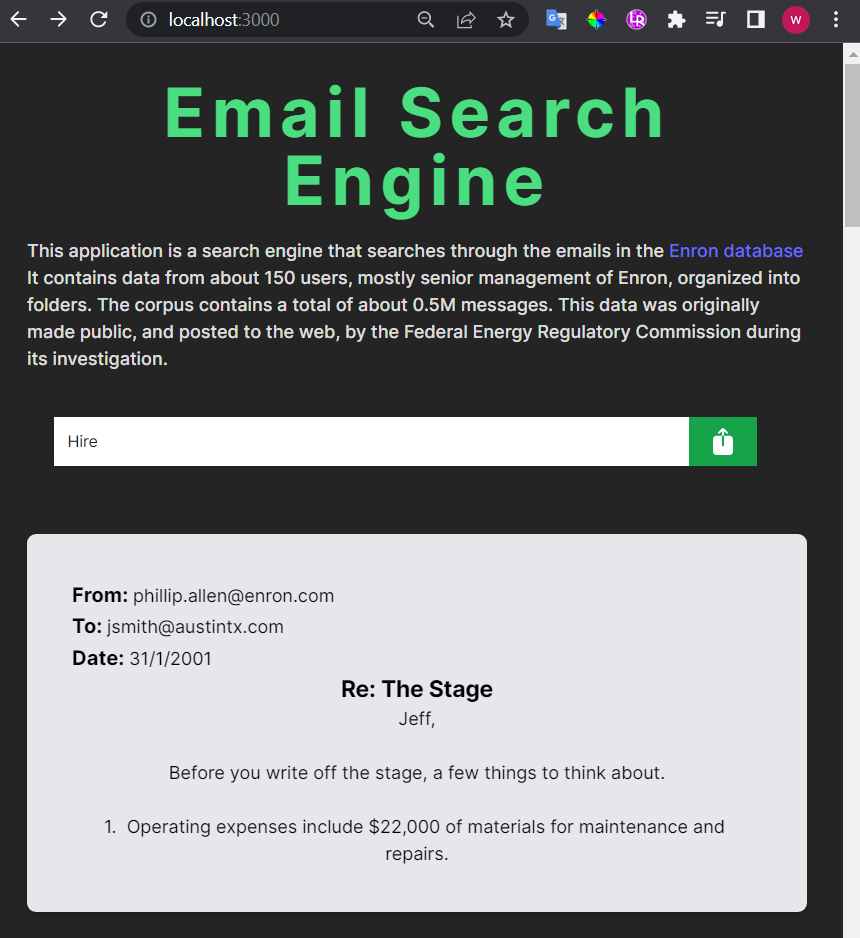 localhost:3000
W
Email Search
Engine
This application is a search engine that searches through the emails in the Enron database
It contains data from about 150 users, mostly senior management of Enron, organized into
folders. The corpus contains a total of about 0.5M messages. This data was originally
made public, and posted to the web, by the Federal Energy Regulatory Commission during
its investigation.
Hire
From: phillip.allen@enron.com
To: jsmith@austintx.com
Date: 31/1/2001
Re: The Stage
Jeff,
Before you write off the stage, a few things to think about.
1. Operating expenses include $22,000 of materials for maintenance and
repairs.